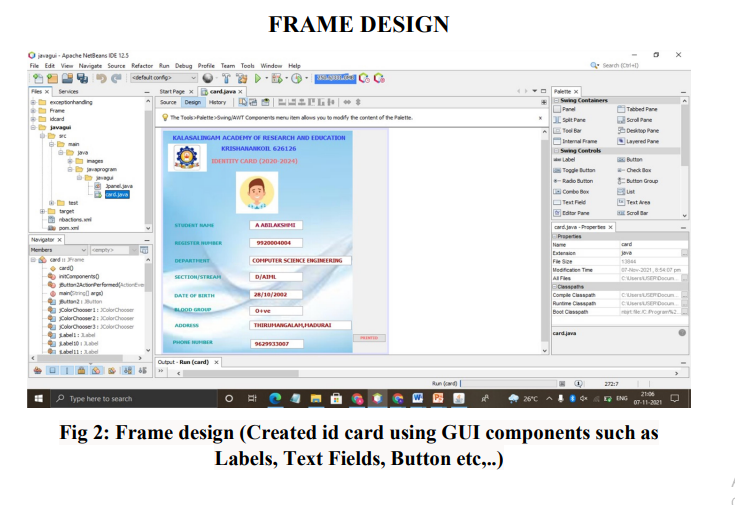 FRAME DESIGN
javagui - Apache NetBeans IDE 12.5
File Edit View Navigate Source Refactor Run Debug Profile Team Tools Window Help
Search (Ctrl+I)
<default config>
Files × Services
Start Page × card.java ×
Palette ×
Source Design History
The Tools>Palette>Swing/AWT Components menu item allows you to modify the content of the Palette.
exceptionhanding
Frame
idcard
javagui
src
main
java
images
javaprogram
javagui
Jpanel.java
card.java
test
target
nbactions.xml
pom.xml
Navigator ×
Members <empty>
card :: JFrame
card()
initComponents()
jButton2ActionPerformed(ActionEve
main(String[] args)
jButton2 : JButton
jColorChooser1 : JColorChooser
jColorChooser2 : JColorChooser
jColorChooser3 : JColorChooser
jLabel1 : JLabel
jLabel10 : JLabel
jLabel11 : JLabel
KALASALINGAM ACADEMY OF RESEARCH AND EDUCATION
KRISHNANKOIL 626126
IDENTITY CARD (2020-2024)
STUDENT NAME A ABILAKSHMI
REGISTER NUMBER 9920004004
DEPARTMENT COMPUTER SCIENCE ENGINEERING
SECTION/STREAM D/AIML
DATE OF BIRTH 28/10/2002
BLOOD GROUP O+ve
ADDRESS THIRUMANGALAM,MADURAI
PHONE NUMBER 9629933007
PRINTED
Swing Containers
Panel Tabbed Pane
Split Pane Scroll Pane
Tool Bar Desktop Pane
Internal Frame Layered Pane
Swing Controls
Label Button
Toggle Button Check Box
Radio Button Button Group
Combo Box List
Text Field Text Area
Editor Pane Scroll Bar
card.java - Properties ×
Properties
Name card
Extension java
File Size
Modification Time 07-Nov-2021, 8:54:07 pm
All Files C:\Users\USER\Docum...
Classpaths
Compile Classpath C:\Users\USER\Docum...
Runtime Classpath C:\Users\USER\Docum...
Boot Classpath
card.java
Output - Run (card) ×
Run (card) 272:7
Type here to search
26°C ENG 21:06
07-11-2021
Fig 2: Frame design (Created id card using GUI components such as
Labels, Text Fields, Button etc,..)